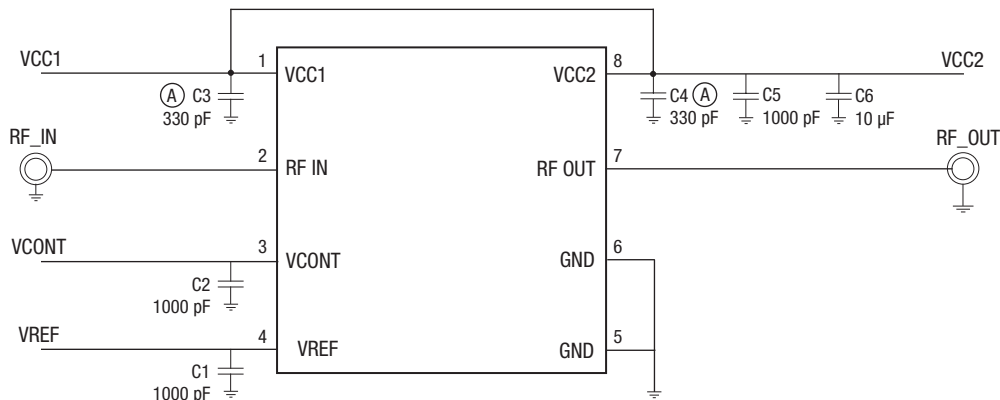 VCC1
1
VCC1
VCC2
8
VCC2
A C3
330 pF
C4 A
330 pF
C5
1000 pF
C6
10 µF
RF_IN
2
RF IN
RF OUT
7
RF_OUT
VCONT
3
VCONT
GND
6
C2
1000 pF
VREF
4
VREF
GND
5
C1
1000 pF